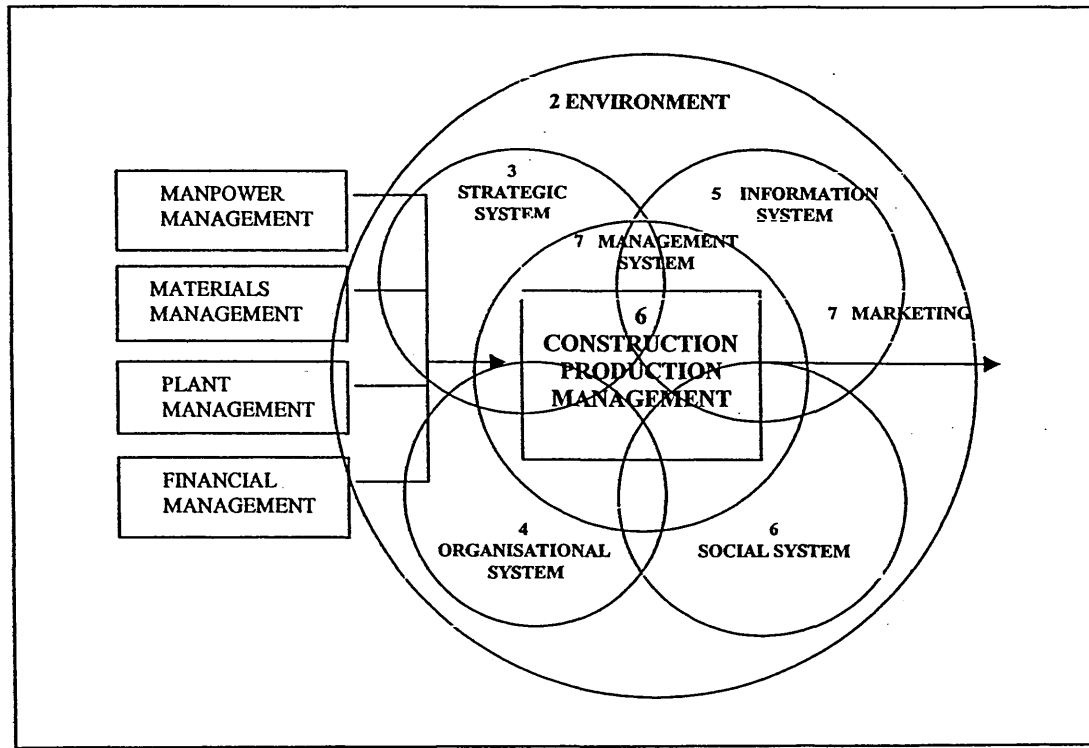 2 ENVIRONMENT
MANPOWER
MANAGEMENT
MATERIALS
MANAGEMENT
PLANT
MANAGEMENT
FINANCIAL
MANAGEMENT
3
STRATEGIC
SYSTEM
5 INFORMATION
SYSTEM
7 MANAGEMENT
SYSTEM
6
CONSTRUCTION
PRODUCTION
MANAGEMENT
7 MARKETING
4
ORGANISATIONAL
SYSTEM
6
SOCIAL SYSTEM